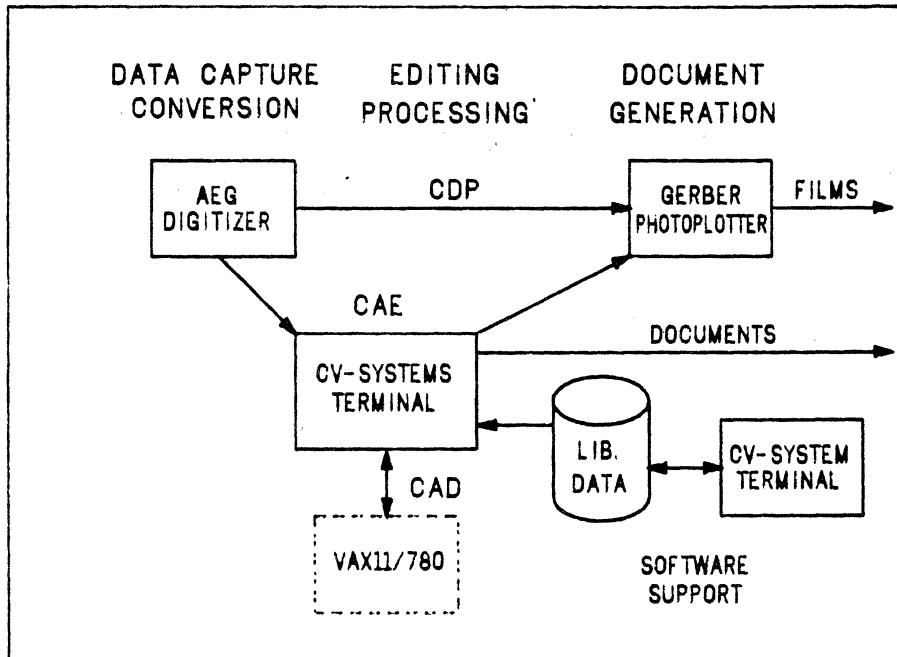 DATA CAPTURE
CONVERSION
EDITING
PROCESSING
DOCUMENT
GENERATION
AEG
DIGITIZER
CDP
GERBER
PHOTOPLOTTER
FILMS
CAE
DOCUMENTS
CV-SYSTEMS
TERMINAL
LIB.
DATA
CV-SYSTEM
TERMINAL
CAD
VAX11/780
SOFTWARE
SUPPORT